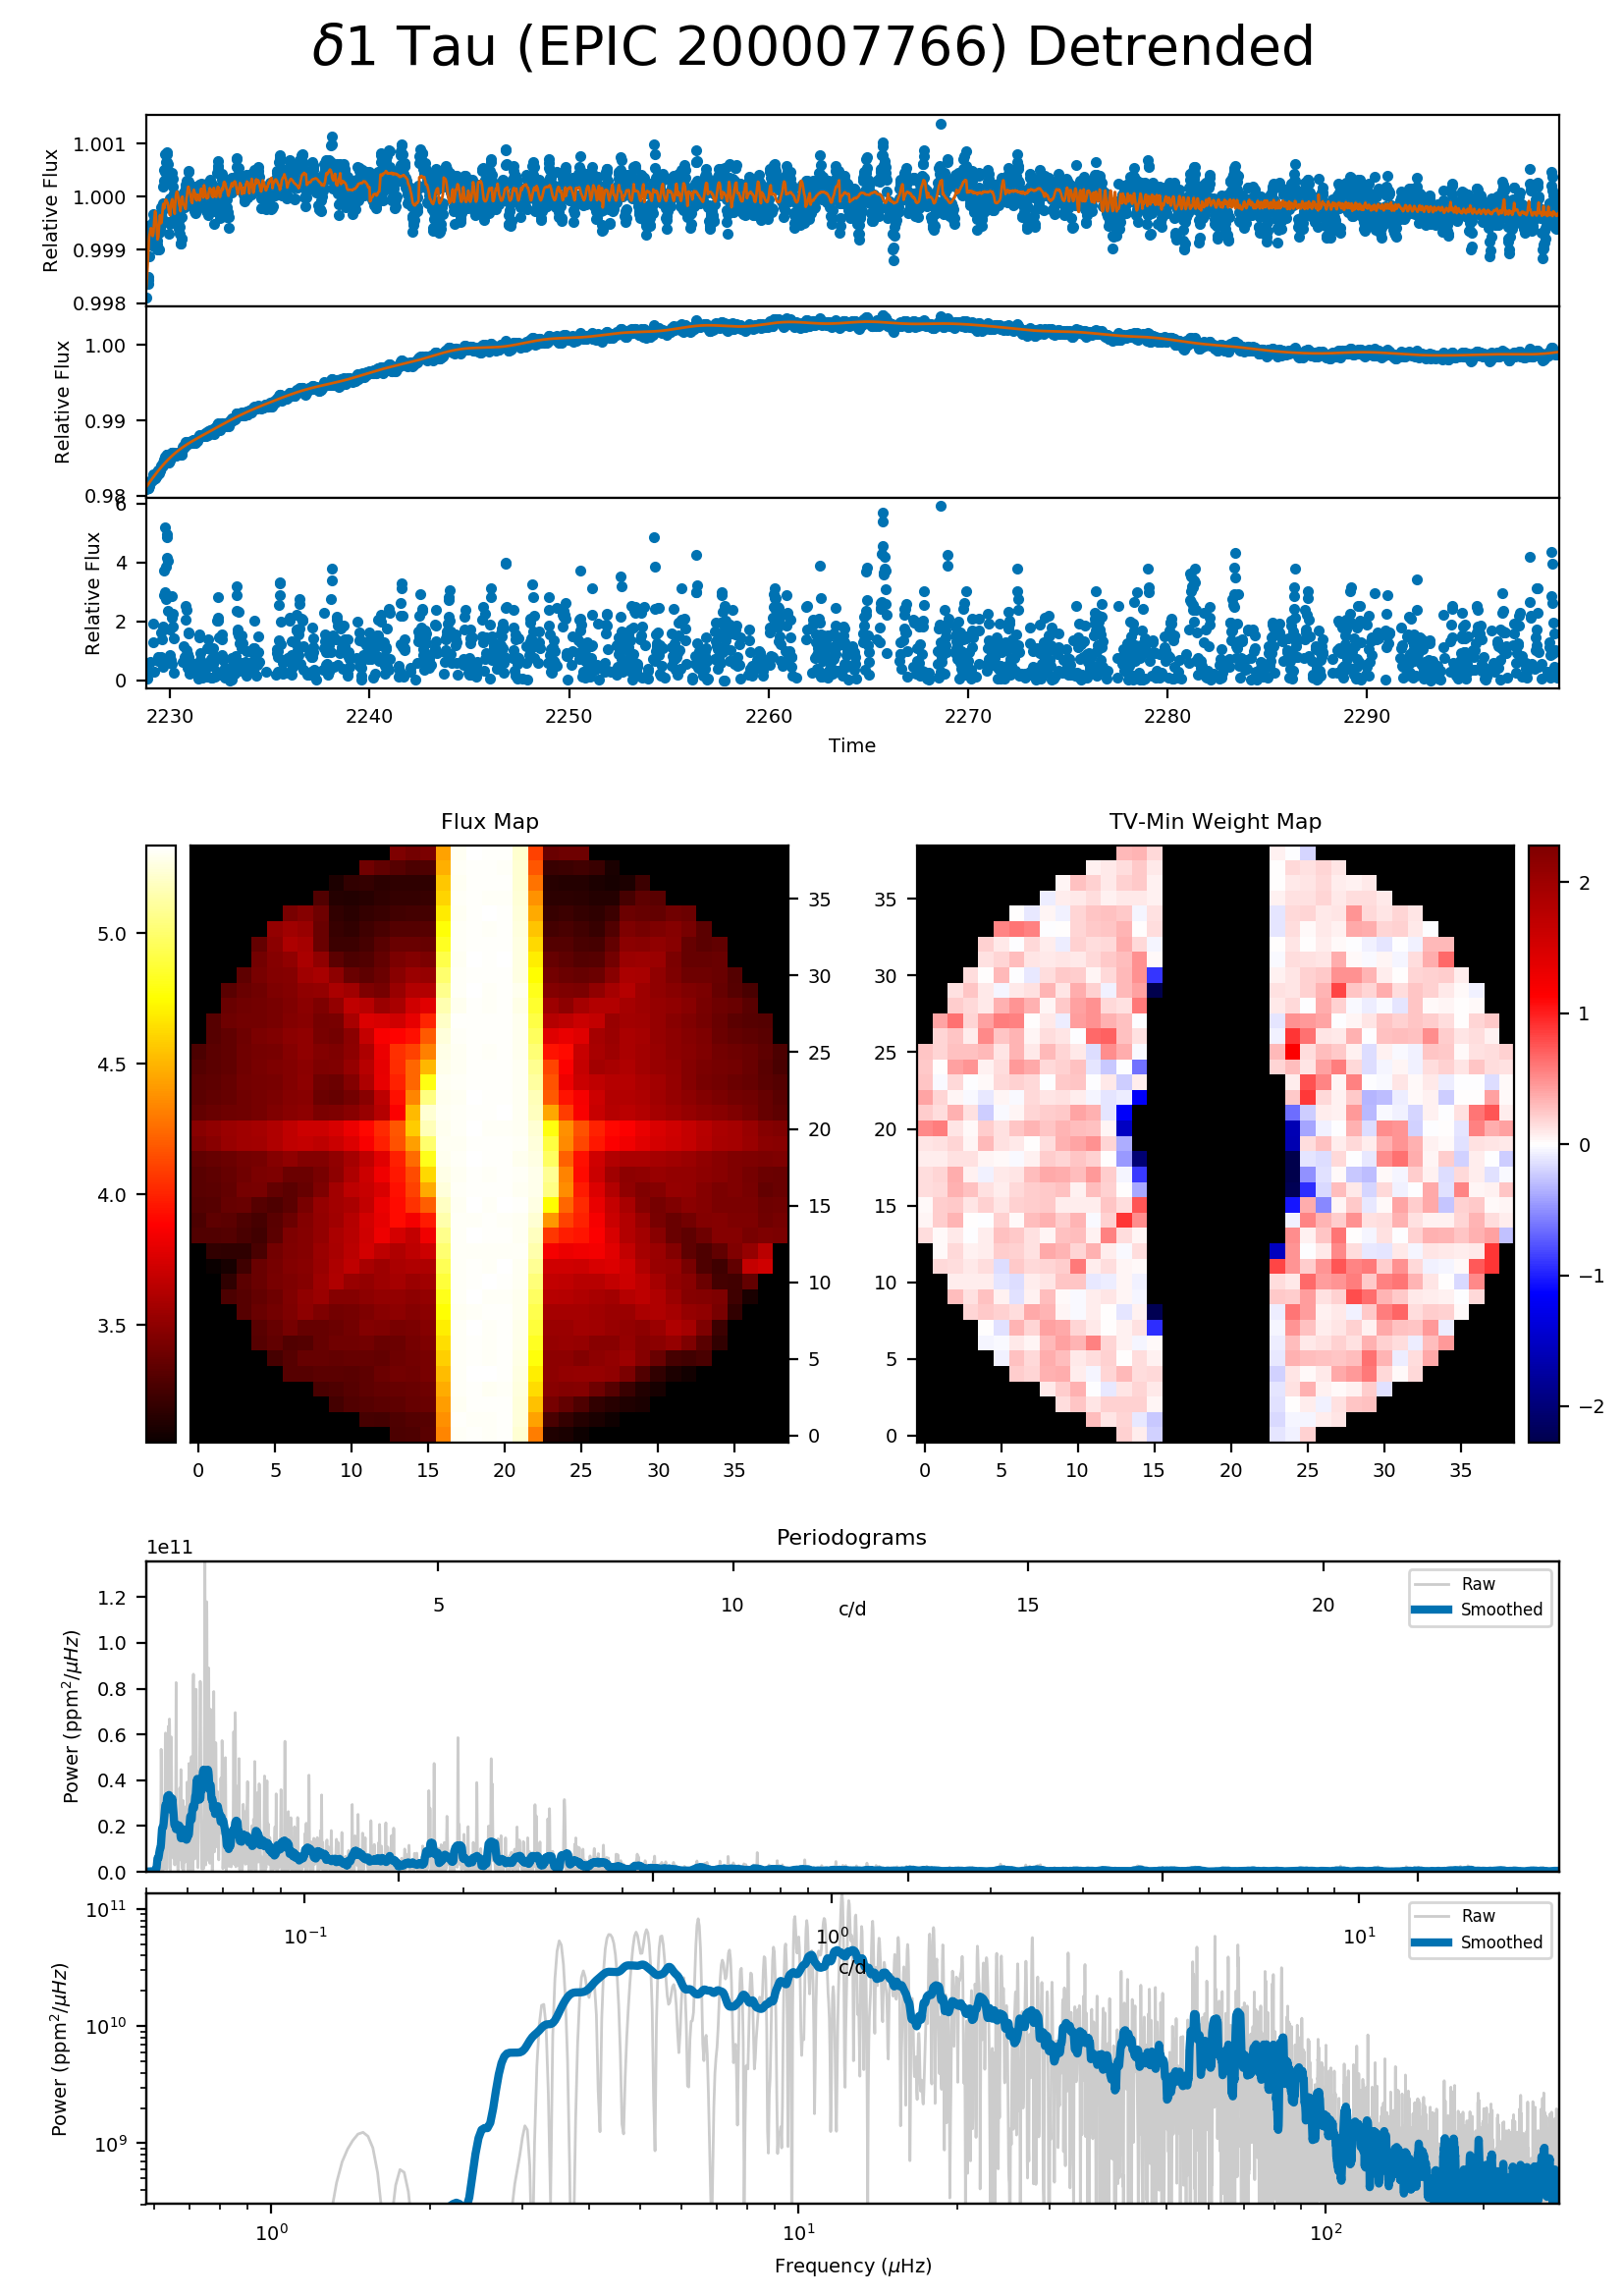 δ1 Tau (EPIC 200007766) Detrended
Relative Flux
1.001
1.000
0.999
0.998
Relative Flux
1.00
0.99
0.98
Relative Flux
6
4
2
0
2230 2240 2250 2260 2270 2280 2290
Time
Flux Map
5.0
4.5
4.0
3.5
35
30
25
20
15
10
5
0
0 5 10 15 20 25 30 35
TV-Min Weight Map
35
30
25
20
15
10
5
0
0 5 10 15 20 25 30 35
2
1
0
−1
−2
Periodograms
1e11
Power (ppm²/μHz)
1.2
1.0
0.8
0.6
0.4
0.2
0.0
5 10 15 20
c/d
Raw
Smoothed
Power (ppm²/μHz)
10¹¹
10¹⁰
10⁹
10⁻¹ 10⁰ 10¹
c/d
Raw
Smoothed
10⁰ 10¹ 10²
Frequency (μHz)